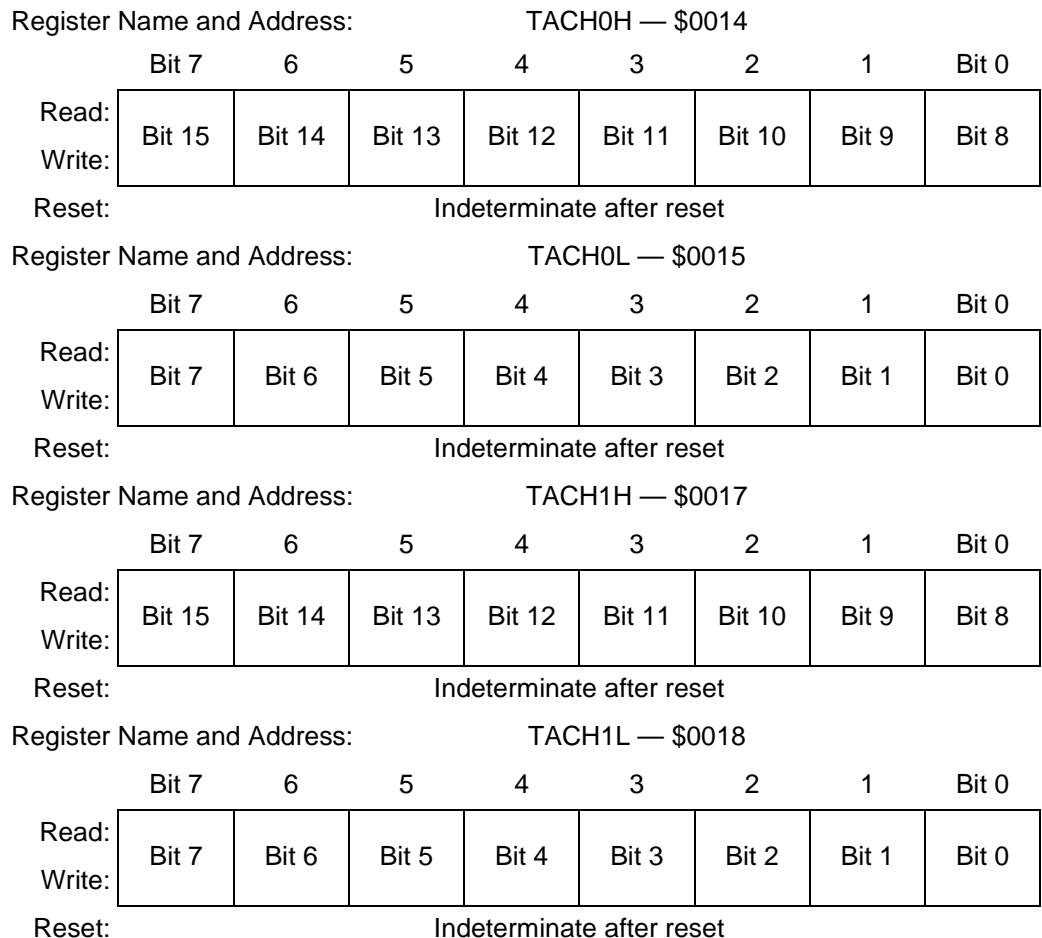 Register Name and Address: TACH0H — $0014
Bit 7 6 5 4 3 2 1 Bit 0
Read:
Bit 15 Bit 14 Bit 13 Bit 12 Bit 11 Bit 10 Bit 9 Bit 8
Write:
Reset: Indeterminate after reset
Register Name and Address: TACH0L — $0015
Bit 7 6 5 4 3 2 1 Bit 0
Read:
Bit 7 Bit 6 Bit 5 Bit 4 Bit 3 Bit 2 Bit 1 Bit 0
Write:
Reset: Indeterminate after reset
Register Name and Address: TACH1H — $0017
Bit 7 6 5 4 3 2 1 Bit 0
Read:
Bit 15 Bit 14 Bit 13 Bit 12 Bit 11 Bit 10 Bit 9 Bit 8
Write:
Reset: Indeterminate after reset
Register Name and Address: TACH1L — $0018
Bit 7 6 5 4 3 2 1 Bit 0
Read:
Bit 7 Bit 6 Bit 5 Bit 4 Bit 3 Bit 2 Bit 1 Bit 0
Write:
Reset: Indeterminate after reset